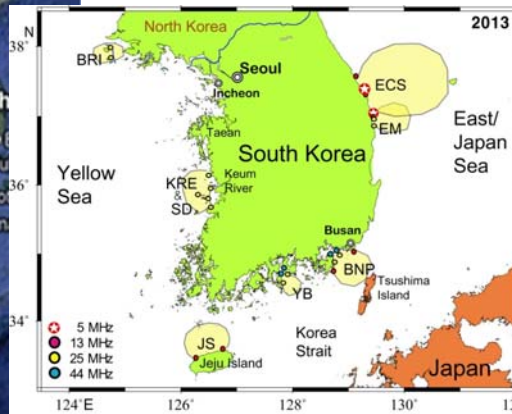 N
North Korea
2013
38°
BRI
Seoul
Incheon
ECS
East/
Japan
Sea
EM
Taean
South Korea
Yellow
Sea
KRE
&
SD
Keum
River
36°
Busan
BNP
Tsushima
Island
YB
34°
5 MHz
13 MHz
25 MHz
44 MHz
JS
Jeju Island
Korea
Strait
Japan
124°E
126°
128°
130°